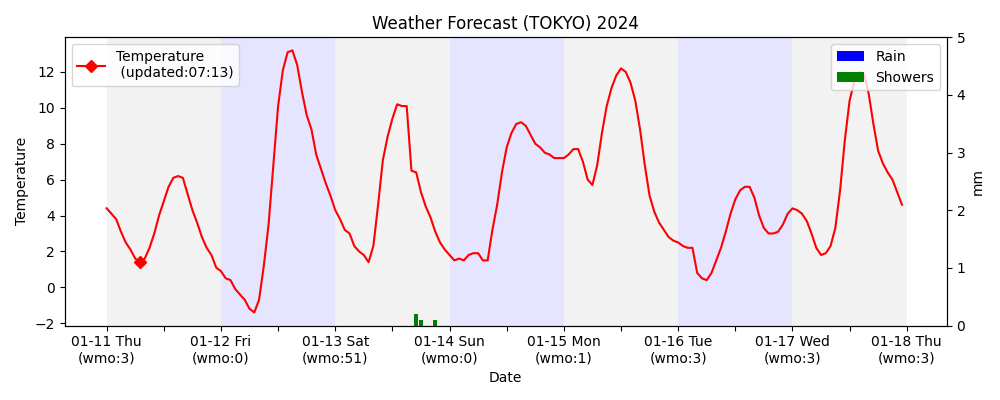 Weather Forecast (TOKYO) 2024
Temperature
(updated:07:13)
Rain
Showers
Temperature
12
10
8
6
4
2
0
−2
5
4
3
2
1
0
mm
01-11 Thu
(wmo:3)
01-12 Fri
(wmo:0)
01-13 Sat
(wmo:51)
01-14 Sun
(wmo:0)
01-15 Mon
(wmo:1)
01-16 Tue
(wmo:3)
01-17 Wed
(wmo:3)
01-18 Thu
(wmo:3)
Date